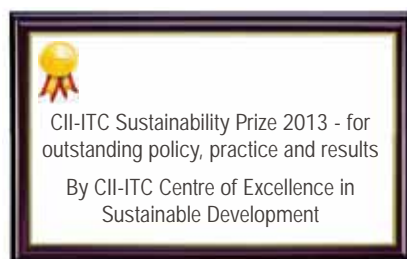 CII-ITC Sustainability Prize 2013 - for
outstanding policy, practice and results
By CII-ITC Centre of Excellence in
Sustainable Development